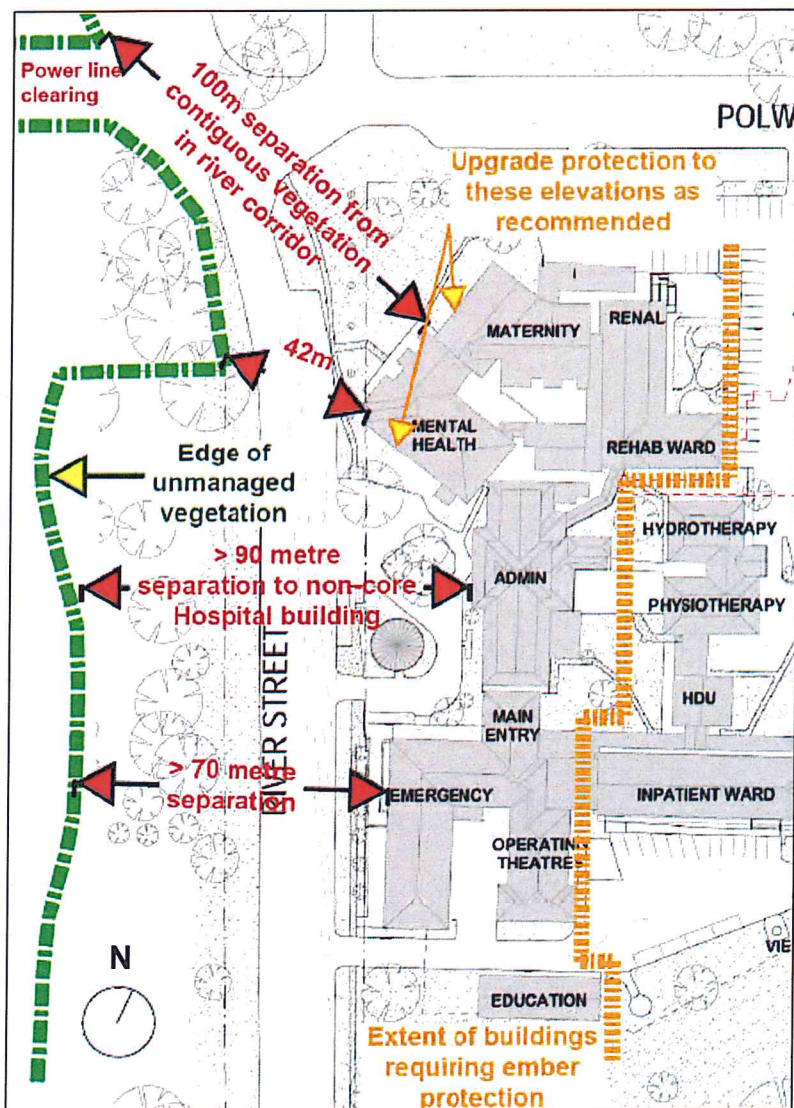 Power line
clearing
100m separation from
contiguous vegetation
in river corridor
POLW
Upgrade protection to
these elevations as
recommended
MATERNITY
RENAL
42m
MENTAL
HEALTH
REHAB WARD
Edge of
unmanaged
vegetation
HYDROTHERAPY
> 90 metre
separation to non-core
Hospital building
ADMIN
PHYSIOTHERAPY
RIVER STREET
HDU
MAIN
ENTRY
> 70 metre
separation
EMERGENCY
INPATIENT WARD
OPERATING
THEATRES
N
VIE
EDUCATION
Extent of buildings
requiring ember
protection